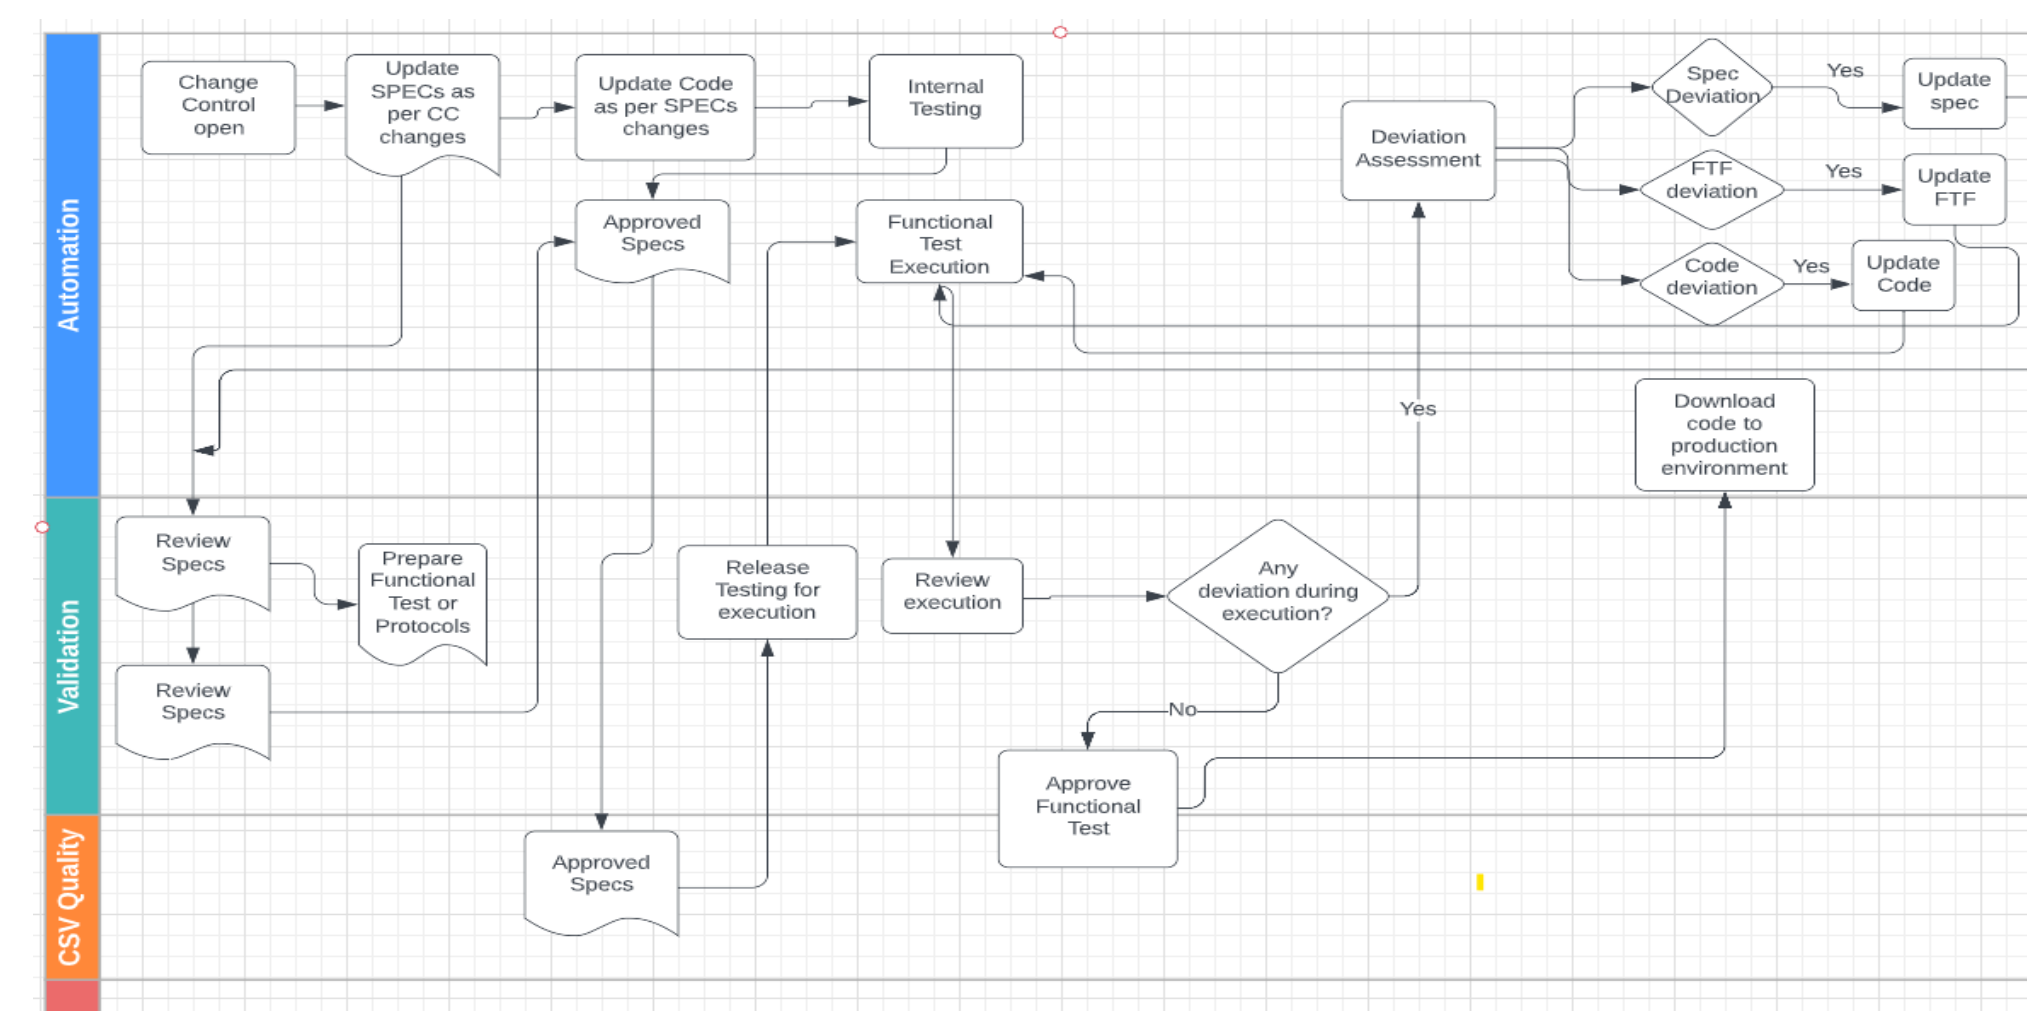 Automation
Change
Control
open
Update
SPECs as
per CC
changes
Update Code
as per SPECs
changes
Internal
Testing
Approved
Specs
Functional
Test
Execution
Deviation
Assessment
Spec
Deviation
Yes
Update
spec
FTF
deviation
Yes
Update
FTF
Code
deviation
Yes
Update
Code
Yes
Download
code to
production
environment
Validation
Review
Specs
Prepare
Functional
Test or
Protocols
Review
Specs
Release
Testing for
execution
Review
execution
Any
deviation during
execution?
No
Approve
Functional
Test
CSV Quality
Approved
Specs